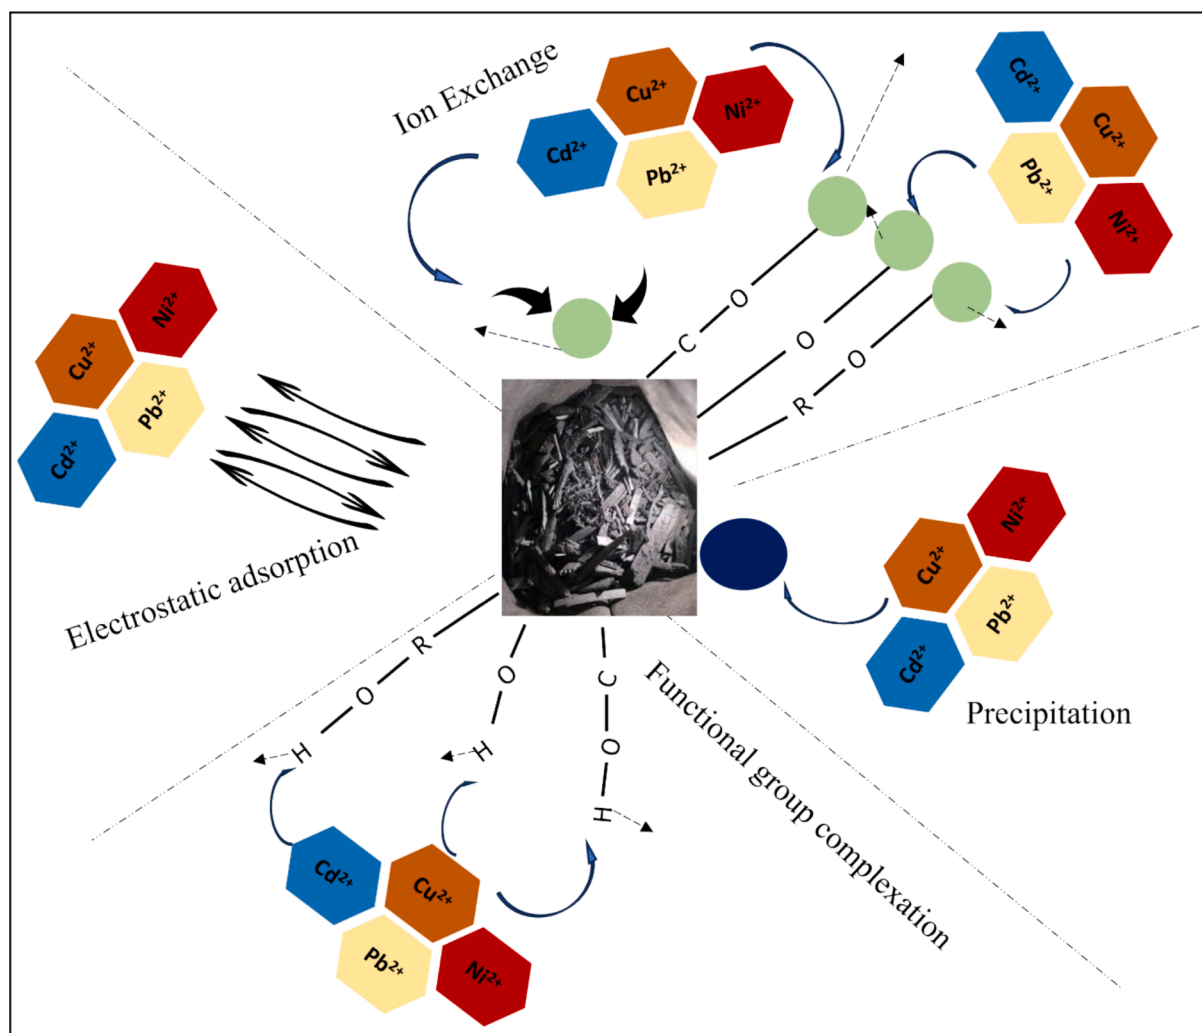 Ion Exchange
Cu2+
Ni2+
Cd2+
Pb2+
Cd2+
Cu2+
Pb2+
Ni2+
C O
O
R O
Ni2+
Cu2+
Pb2+
Cd2+
Electrostatic adsorption
Ni2+
Cu2+
Pb2+
Cd2+
Precipitation
R O H
O H
C O H
Functional group complexation
Cd2+
Cu2+
Pb2+
Ni2+